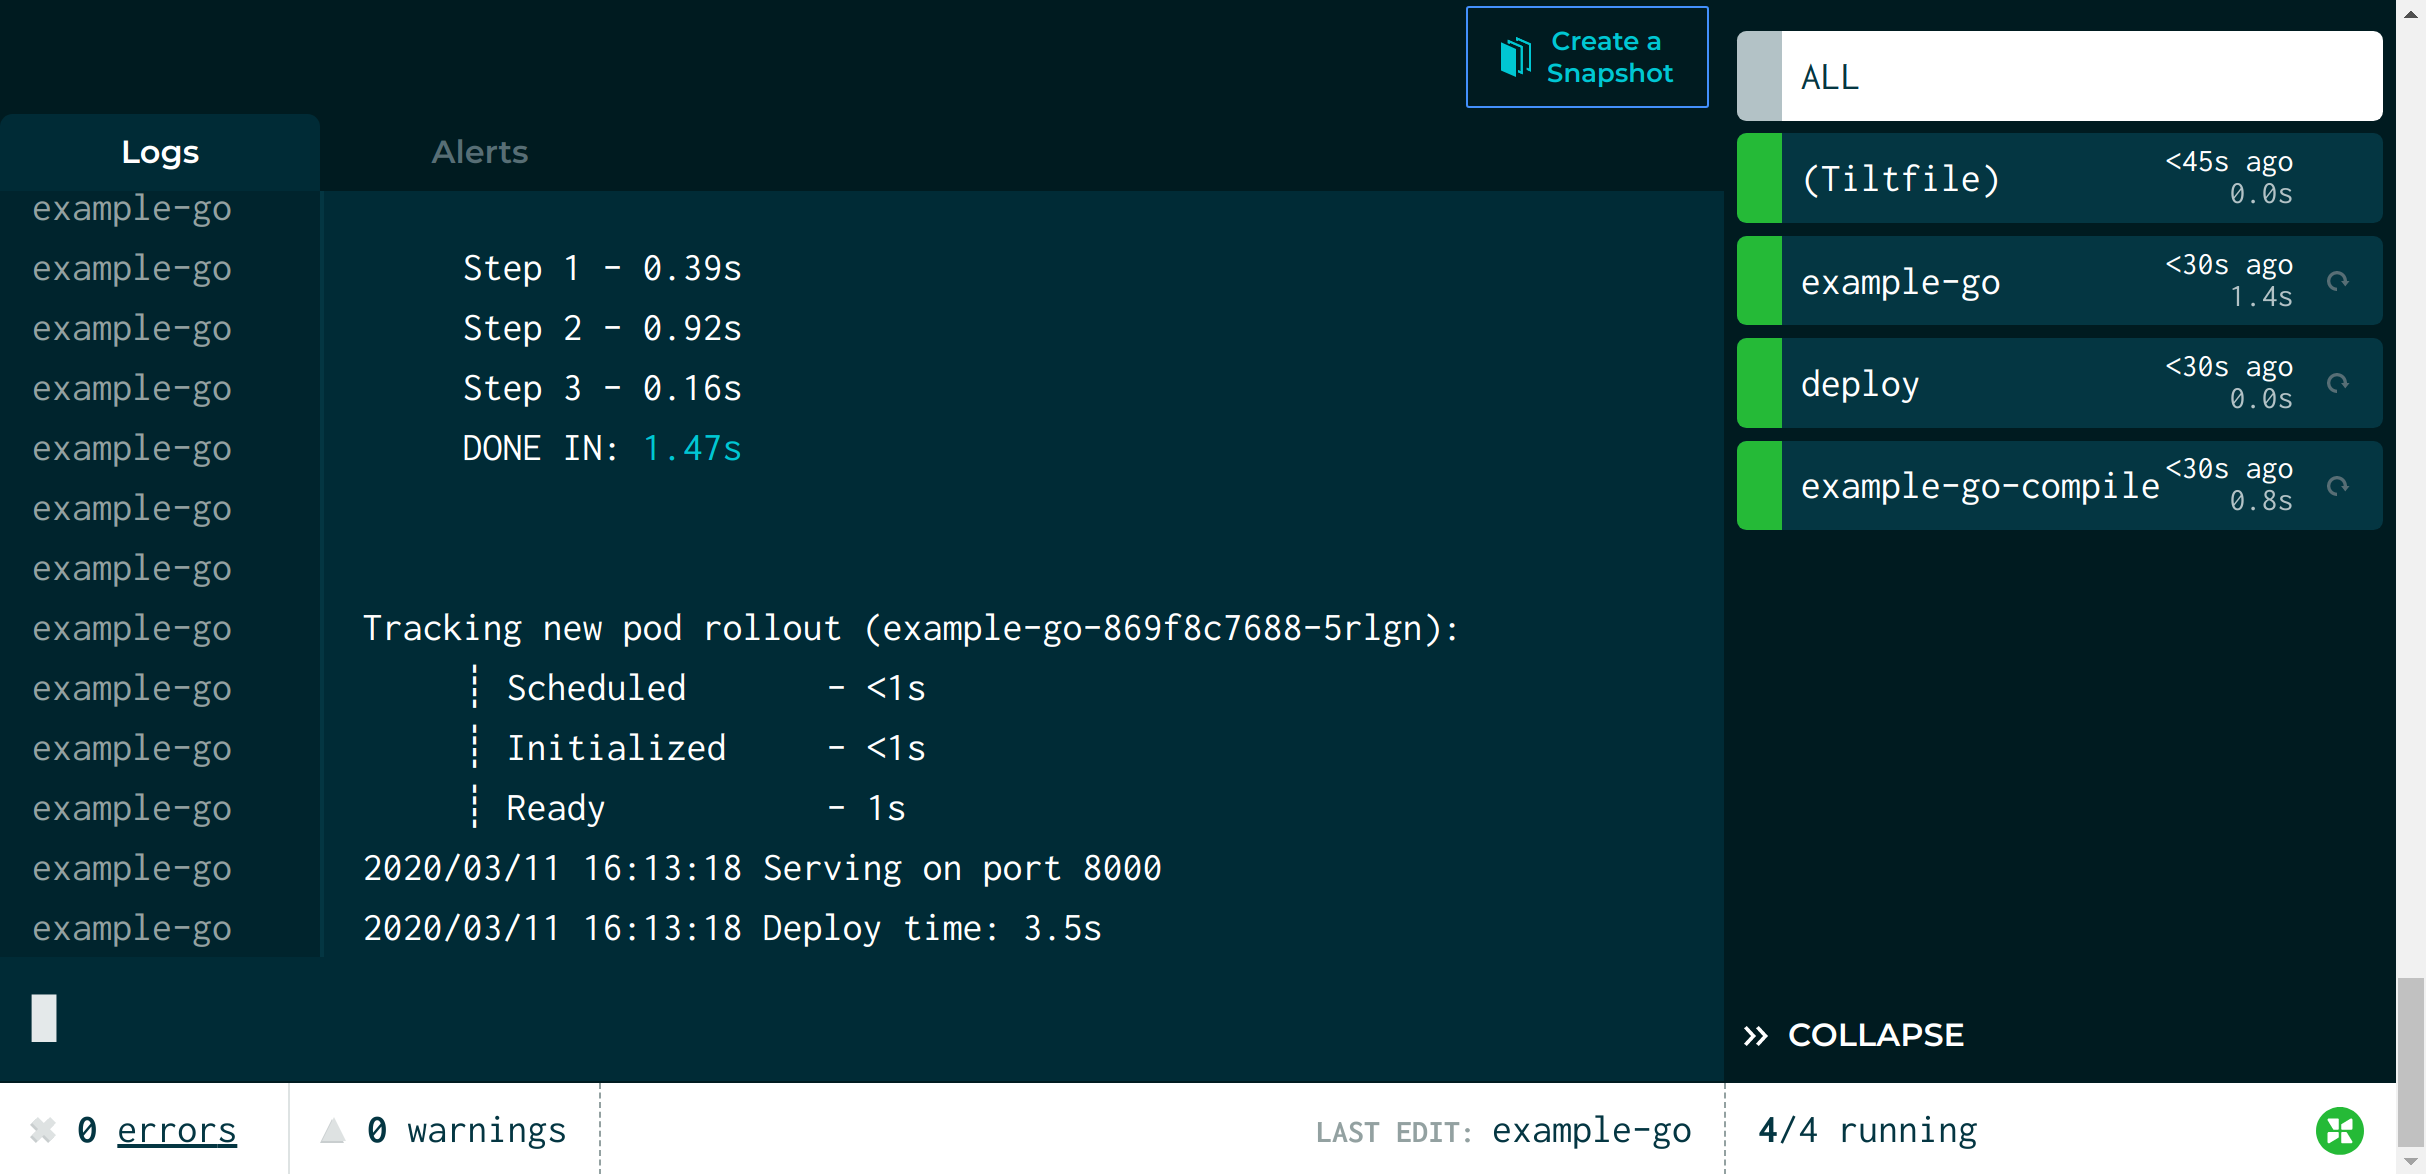 Create a
Snapshot
Logs
Alerts
example-go
example-go Step 1 - 0.39s
example-go Step 2 - 0.92s
example-go Step 3 - 0.16s
example-go DONE IN: 1.47s
example-go
example-go
example-go Tracking new pod rollout (example-go-869f8c7688-5rlgn):
example-go ┊ Scheduled - <1s
example-go ┊ Initialized - <1s
example-go ┊ Ready - 1s
example-go 2020/03/11 16:13:18 Serving on port 8000
example-go 2020/03/11 16:13:18 Deploy time: 3.5s
ALL
(Tiltfile) <45s ago
0.0s
example-go <30s ago
1.4s
deploy <30s ago
0.0s
example-go-compile <30s ago
0.8s
COLLAPSE
0 errors
0 warnings
LAST EDIT: example-go
4/4 running